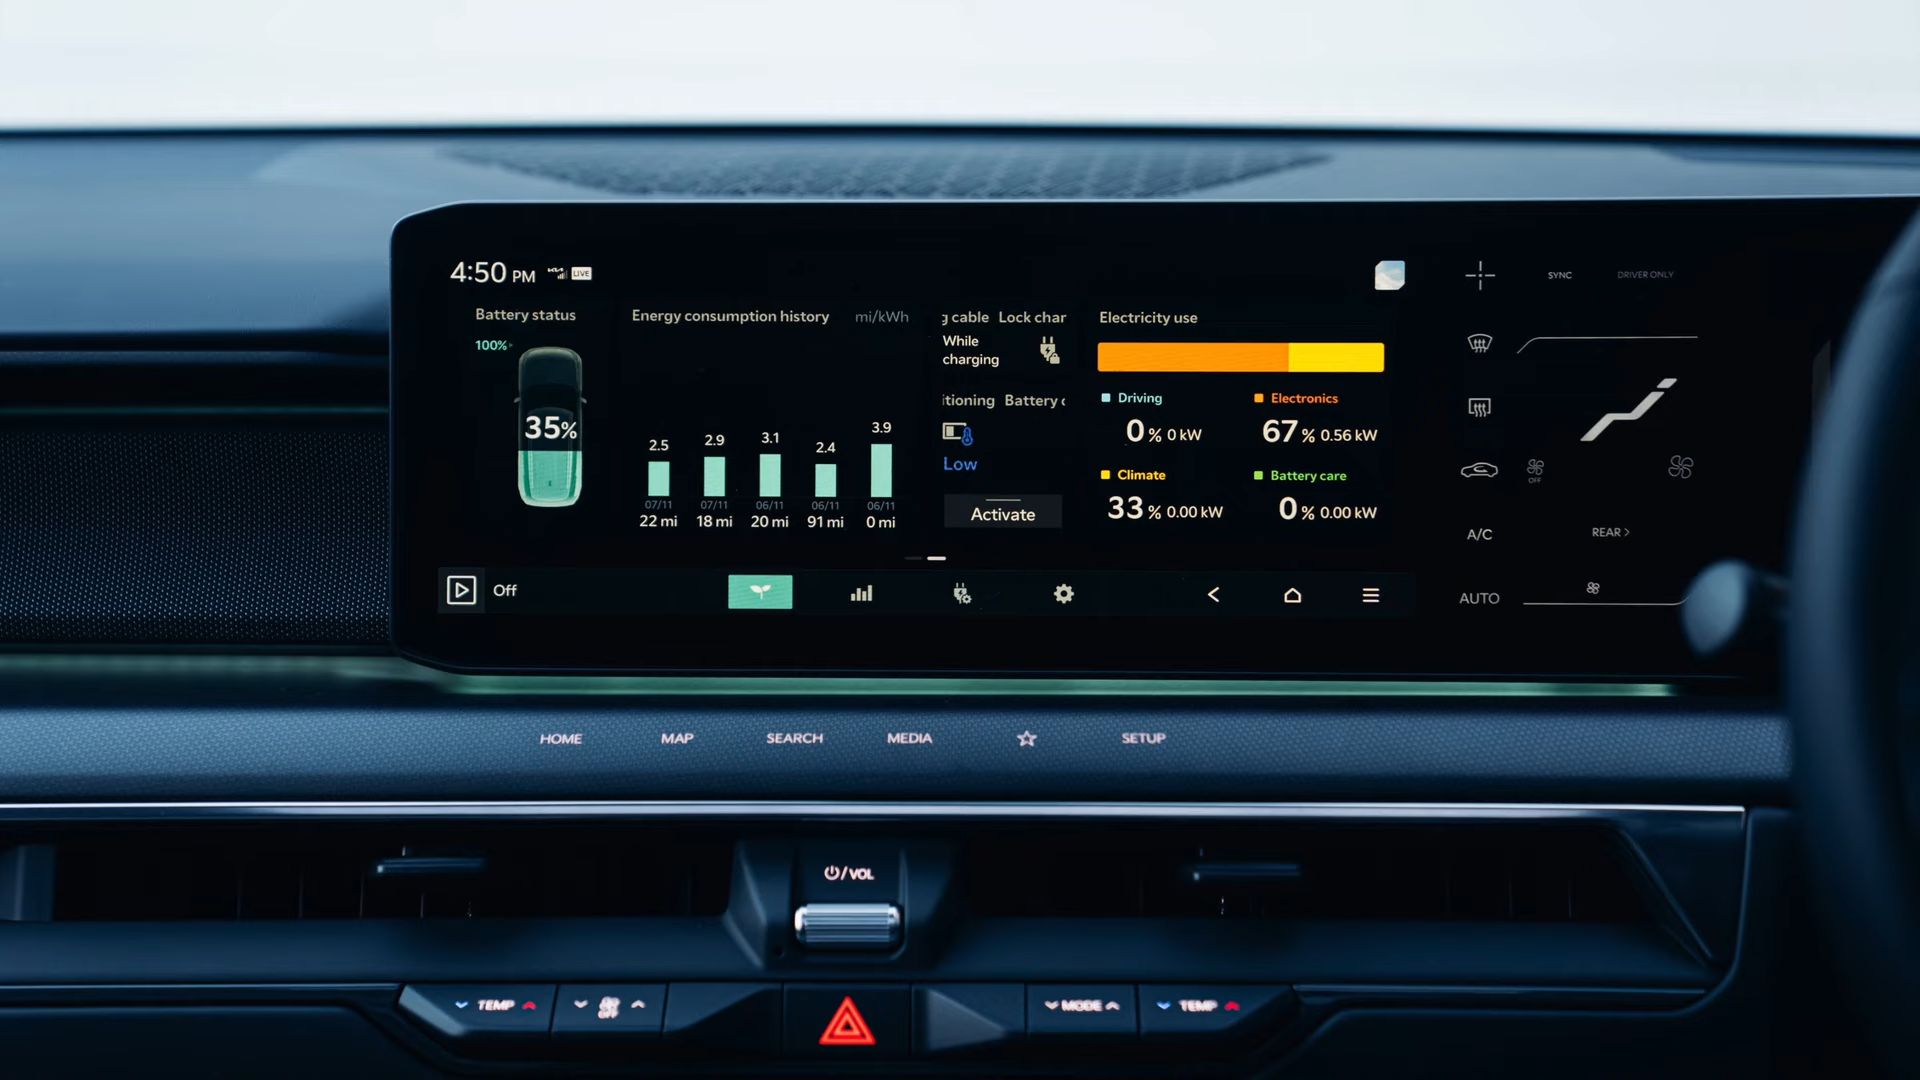 4:50 PM LIVE
SYNC DRIVER ONLY
Battery status
100%
35%
Energy consumption history mi/kWh
2.5 2.9 3.1 2.4 3.9
07/11 07/11 06/11 06/11 06/11
22 mi 18 mi 20 mi 91 mi 0 mi
g cable Lock char
While
charging
itioning Battery c
Low
Activate
Electricity use
Driving
0 % 0 kW
Electronics
67 % 0.56 kW
Climate
33 % 0.00 kW
Battery care
0 % 0.00 kW
OFF
A/C REAR >
AUTO
Off
HOME MAP SEARCH MEDIA SETUP
/VOL
TEMP OFF MODE TEMP